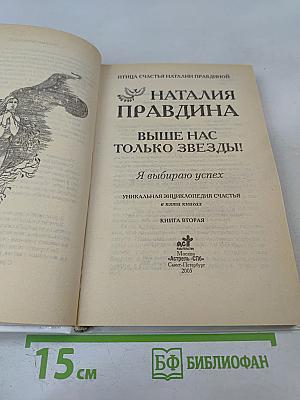 ПТИЦА СЧАСТЬЯ НАТАЛИИ ПРАВДИНОЙ
НАТАЛИЯ
ПРАВДИНА
ВЫШЕ НАС
ТОЛЬКО ЗВЕЗДЫ!
Я выбираю успех
УНИКАЛЬНАЯ ЭНЦИКЛОПЕДИЯ СЧАСТЬЯ
в пяти книгах
КНИГА ВТОРАЯ
АСТ
ИЗДАТЕЛЬСТВО
Москва
«Астрель-СПб»
Санкт-Петербург
2005
15 см
БФ БИБЛИОФАН